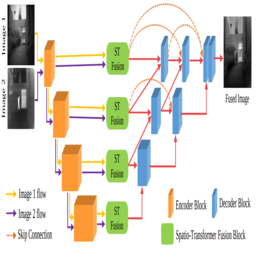 Image 1
Image 2
ST
Fusion
ST
Fusion
ST
Fusion
ST
Fusion
Fused Image
Image 1 flow
Image 2 flow
Skip Connection
Encoder Block
Decoder Block
Spatio-Transformer Fusion Block